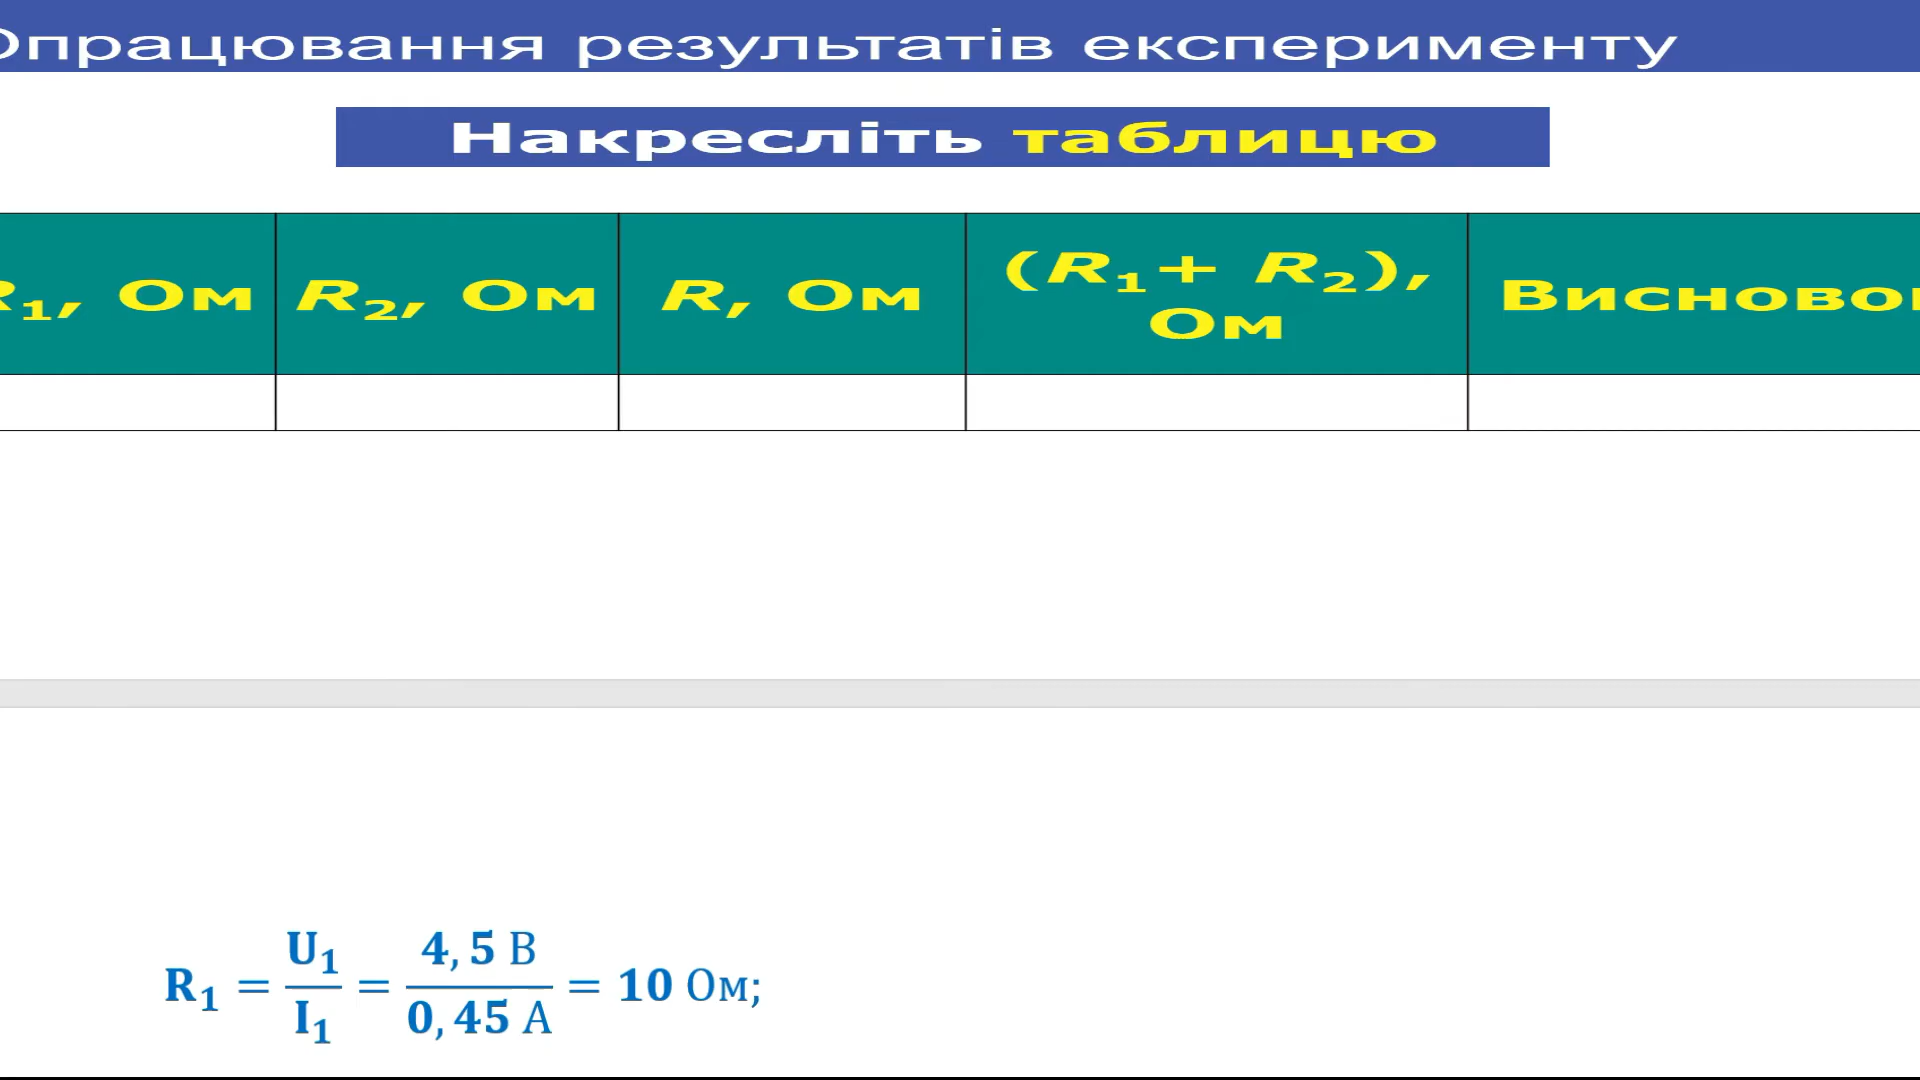 Опрацювання результатів експерименту
Накресліть таблицю
R₁, Ом R₂, Ом R, Ом (R₁+ R₂), Ом Висновок
R₁ = U₁/I₁ = 4,5 В/0,45 А = 10 Ом;